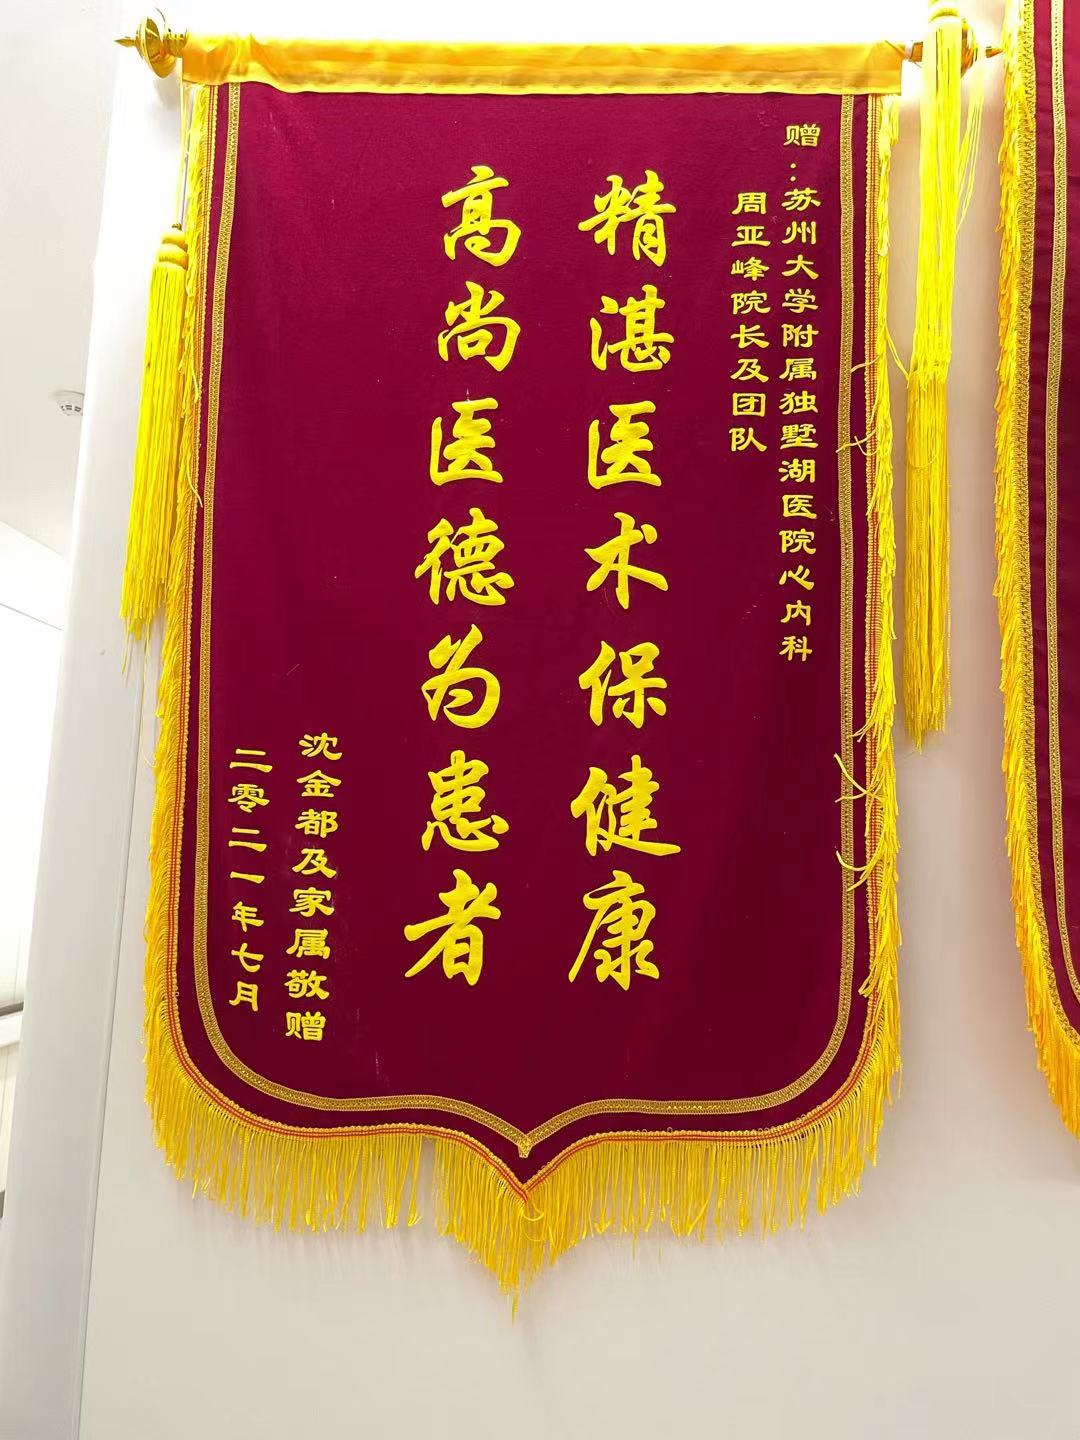 赠：苏州大学附属独墅湖医院心内科
周亚峰院长及团队
精湛医术保健康
高尚医德为患者
沈金都及家属敬赠
二零二一年七月